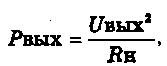 Pвых = Uвых² / Rн,